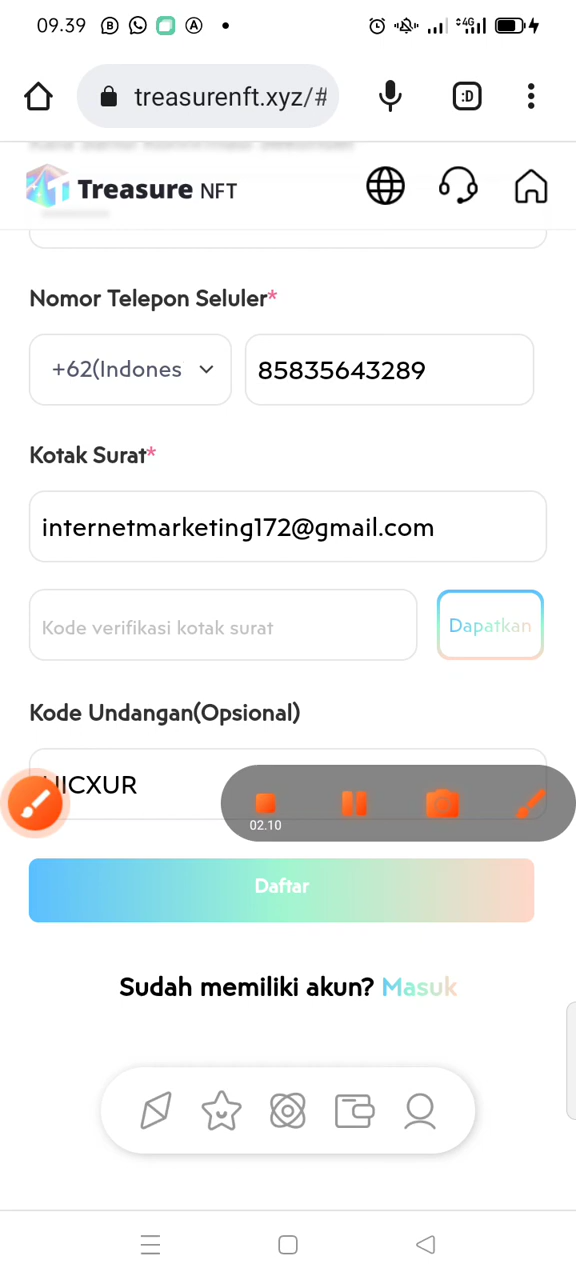 09.39
4G
treasurenft.xyz/#
:D
Treasure NFT
Nomor Telepon Seluler*
+62(Indones
85835643289
Kotak Surat*
internetmarketing172@gmail.com
Kode verifikasi kotak surat
Dapatkan
Kode Undangan(Opsional)
02.10
Daftar
Sudah memiliki akun? Masuk